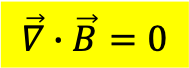 ∇⃗ · B⃗ = 0